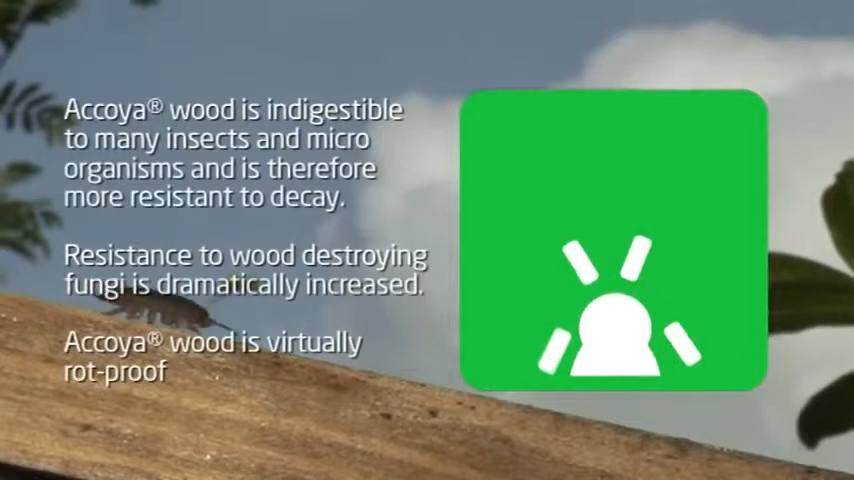 Accoya® wood is indigestible
to many insects and micro
organisms and is therefore
more resistant to decay.
Resistance to wood destroying
fungi is dramatically increased.
Accoya® wood is virtually
rot-proof